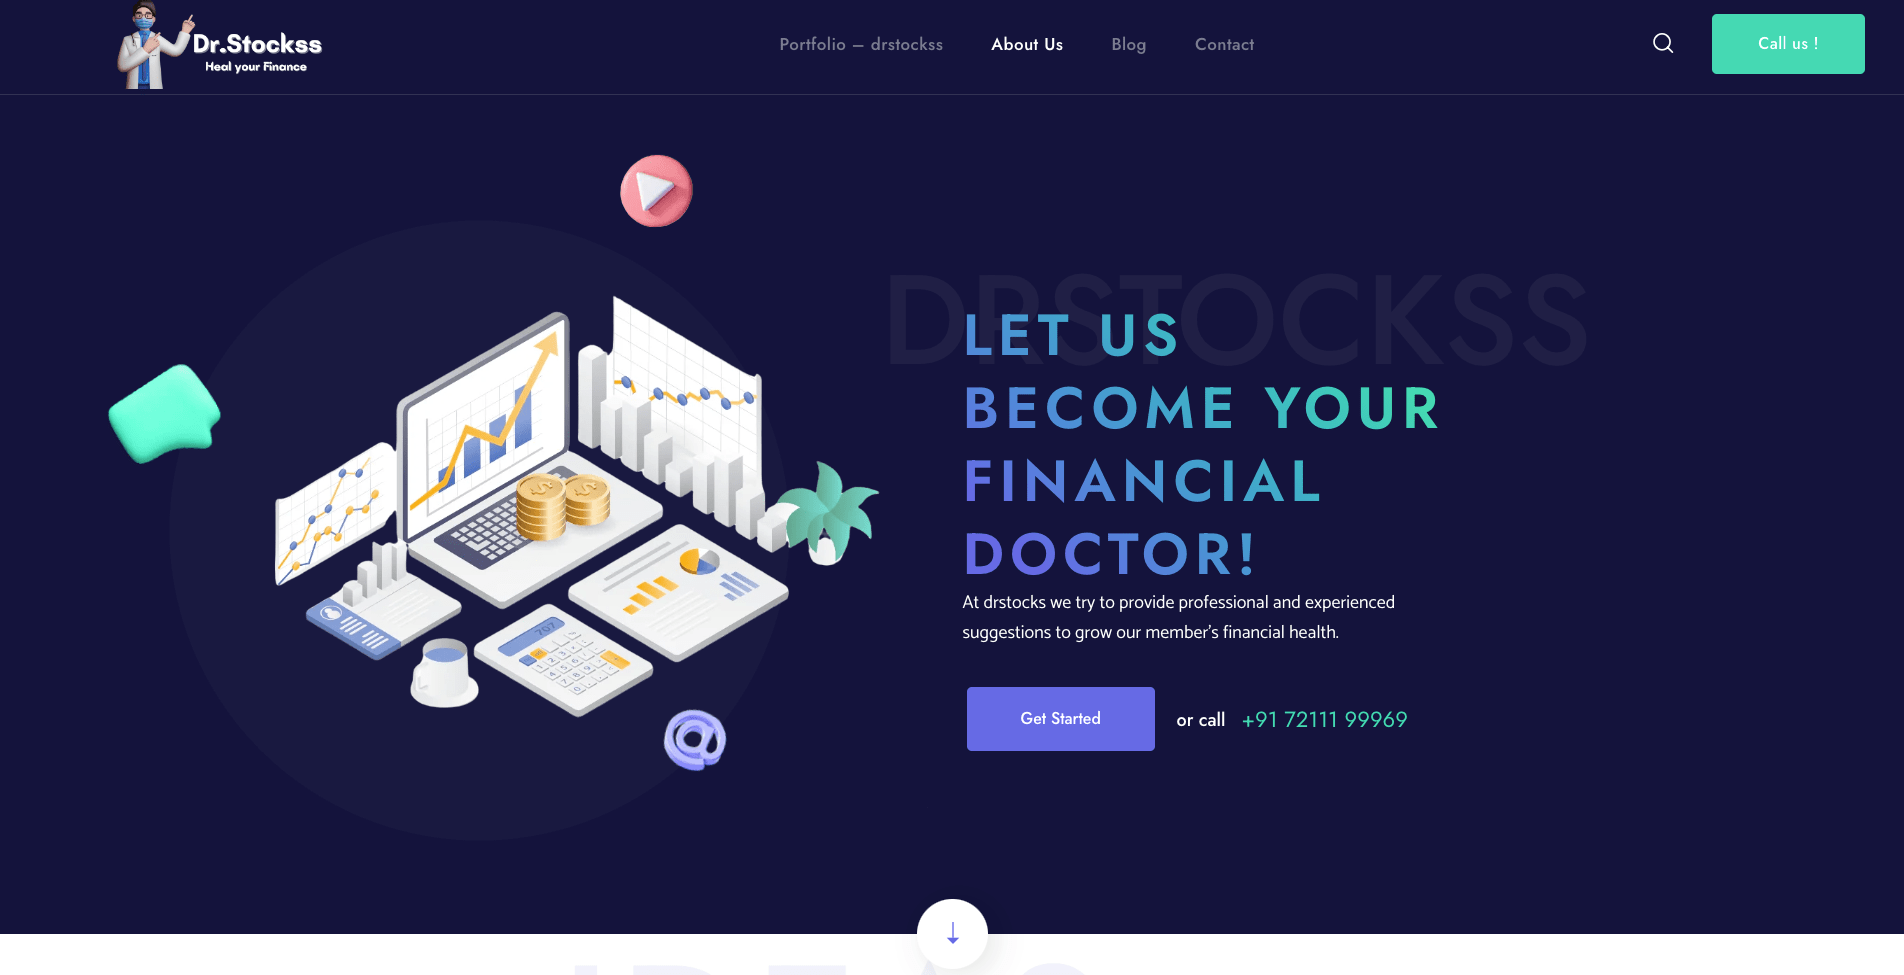 Dr.Stockss
Heal your Finance
Portfolio – drstockss
About Us
Blog
Contact
Call us !
DRSTOCKSS
LET US
BECOME YOUR
FINANCIAL
DOCTOR!
At drstocks we try to provide professional and experienced
suggestions to grow our member's financial health.
Get Started
or call +91 72111 99969
707